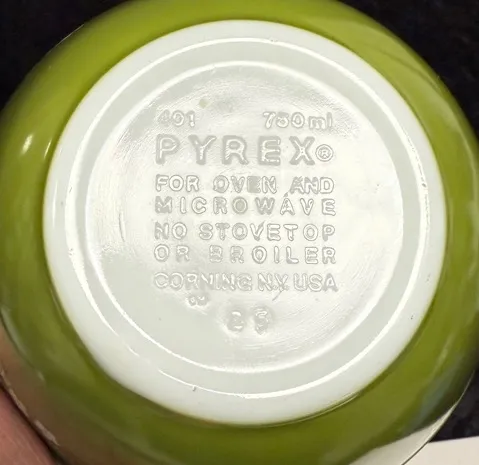 401 750ml
PYREX®
FOR OVEN AND
MICROWAVE
NO STOVETOP
OR BROILER
CORNING N.Y. USA